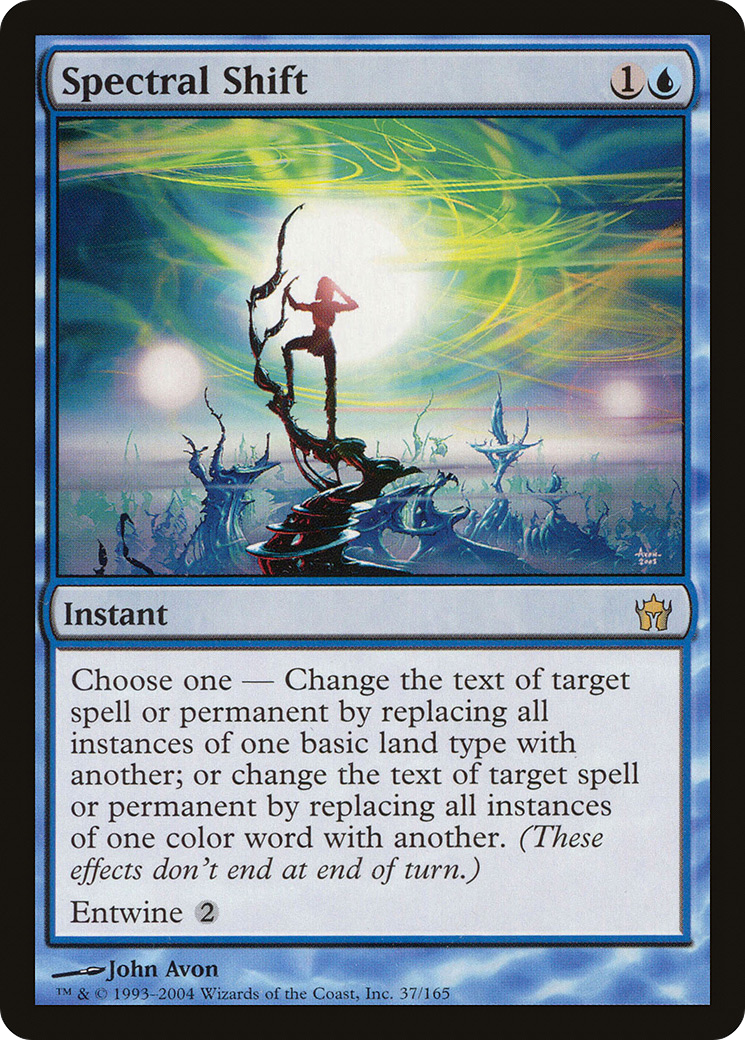 Spectral Shift 1
AVON
2003
Instant
Choose one — Change the text of target
spell or permanent by replacing all
instances of one basic land type with
another; or change the text of target spell
or permanent by replacing all instances
of one color word with another. (These
effects don't end at end of turn.)
Entwine 2
John Avon
™ & © 1993–2004 Wizards of the Coast, Inc. 37/165